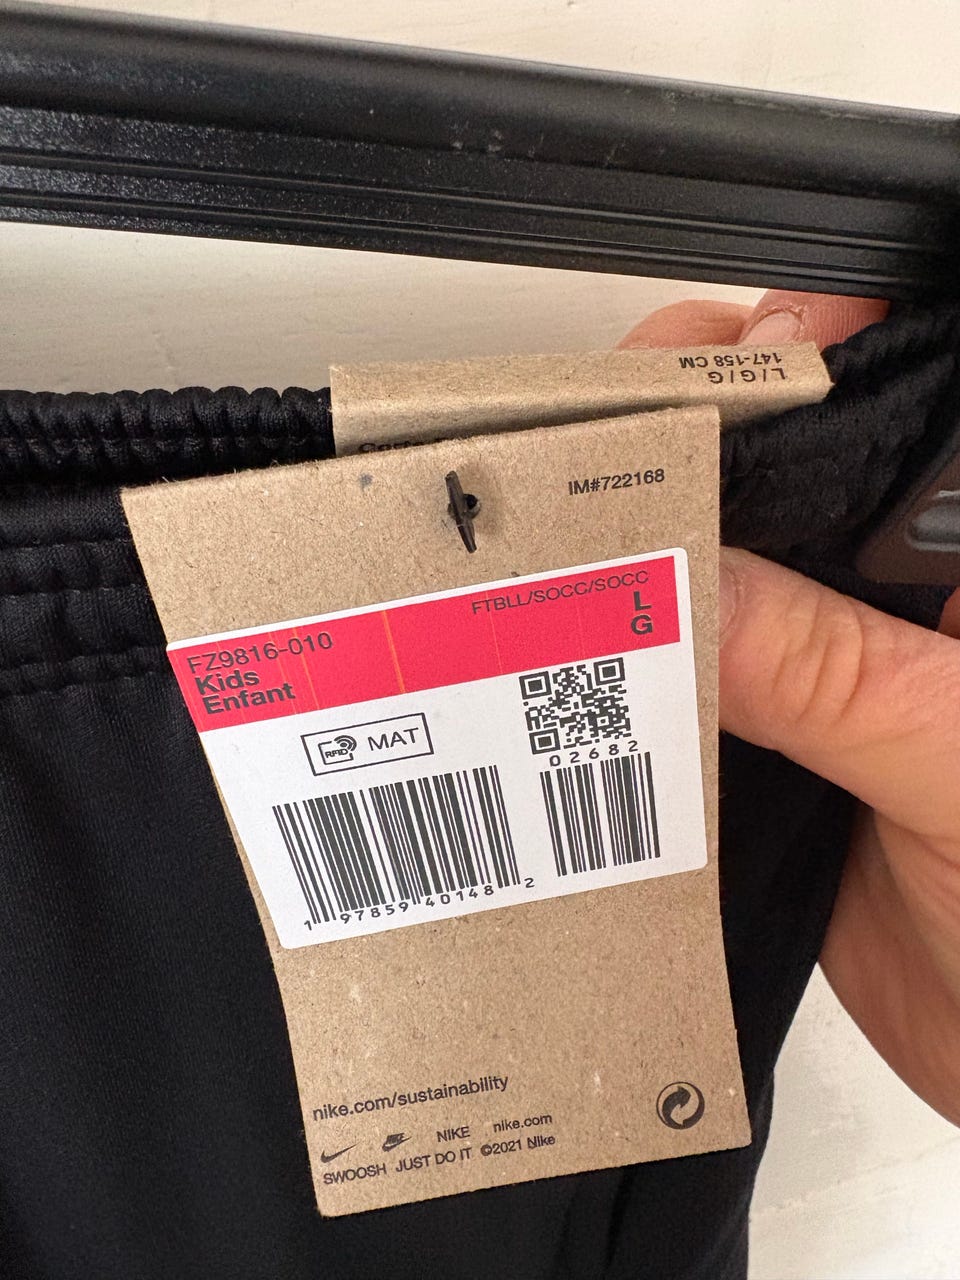 L/G/G
147-158 CM
IM#722168
FTBLL/SOCC/SOCC
L
G
FZ9816-010
Kids
Enfant
RFID MAT
02682
1 97859 40148 2
nike.com/sustainability
NIKE nike.com
SWOOSH JUST DO IT ©2021 Nike